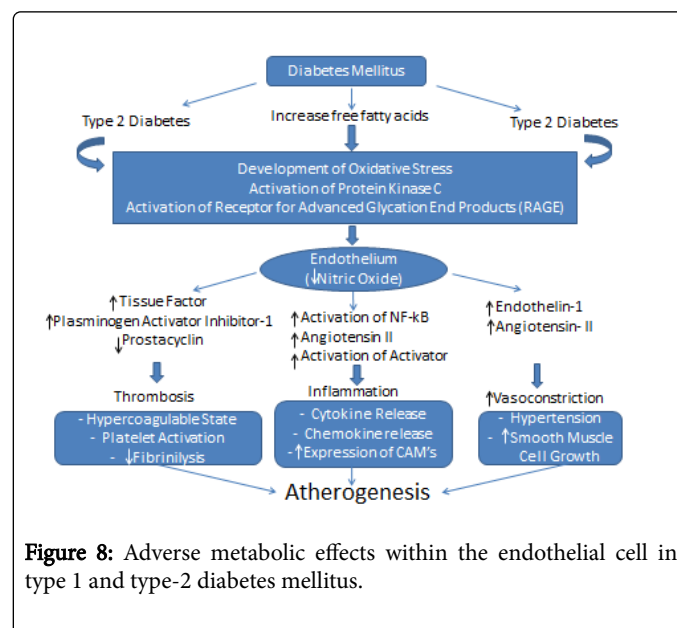 Diabetes Mellitus
Type 2 Diabetes
Increase free fatty acids
Type 2 Diabetes
Development of Oxidative Stress
Activation of Protein Kinase C
Activation of Receptor for Advanced Glycation End Products (RAGE)
Endothelium
(↓Nitric Oxide)
↑Tissue Factor
↑Plasminogen Activator Inhibitor-1
↓Prostacyclin
↑Activation of NF-kB
↑Angiotensin II
↑Activation of Activator
↑Endothelin-1
↑Angiotensin- II
Thrombosis
- Hypercoagulable State
- Platelet Activation
- ↓Fibrinilysis
Inflammation
- Cytokine Release
- Chemokine release
-↑Expression of CAM's
↑Vasoconstriction
- Hypertension
- ↑Smooth Muscle
Cell Growth
Atherogenesis
Figure 8: Adverse metabolic effects within the endothelial cell in
type 1 and type-2 diabetes mellitus.